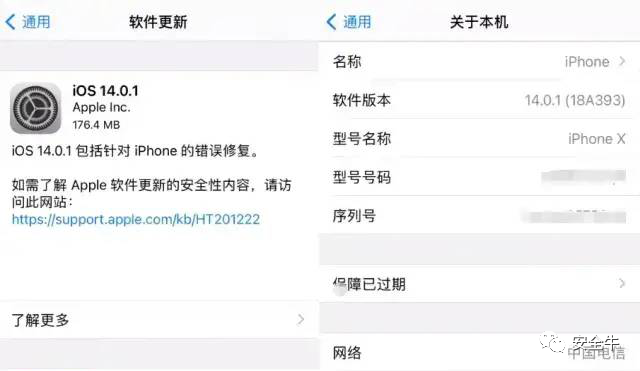 通用
软件更新
iOS 14.0.1
Apple Inc.
176.4 MB
iOS 14.0.1 包括针对 iPhone 的错误修复。
如需了解 Apple 软件更新的安全性内容，请访
问此网站：
https://support.apple.com/kb/HT201222
了解更多
通用
关于本机
名称 iPhone
软件版本 14.0.1 (18A393)
型号名称 iPhone X
型号号码
序列号
保障已过期
网络 中国电信
安全牛